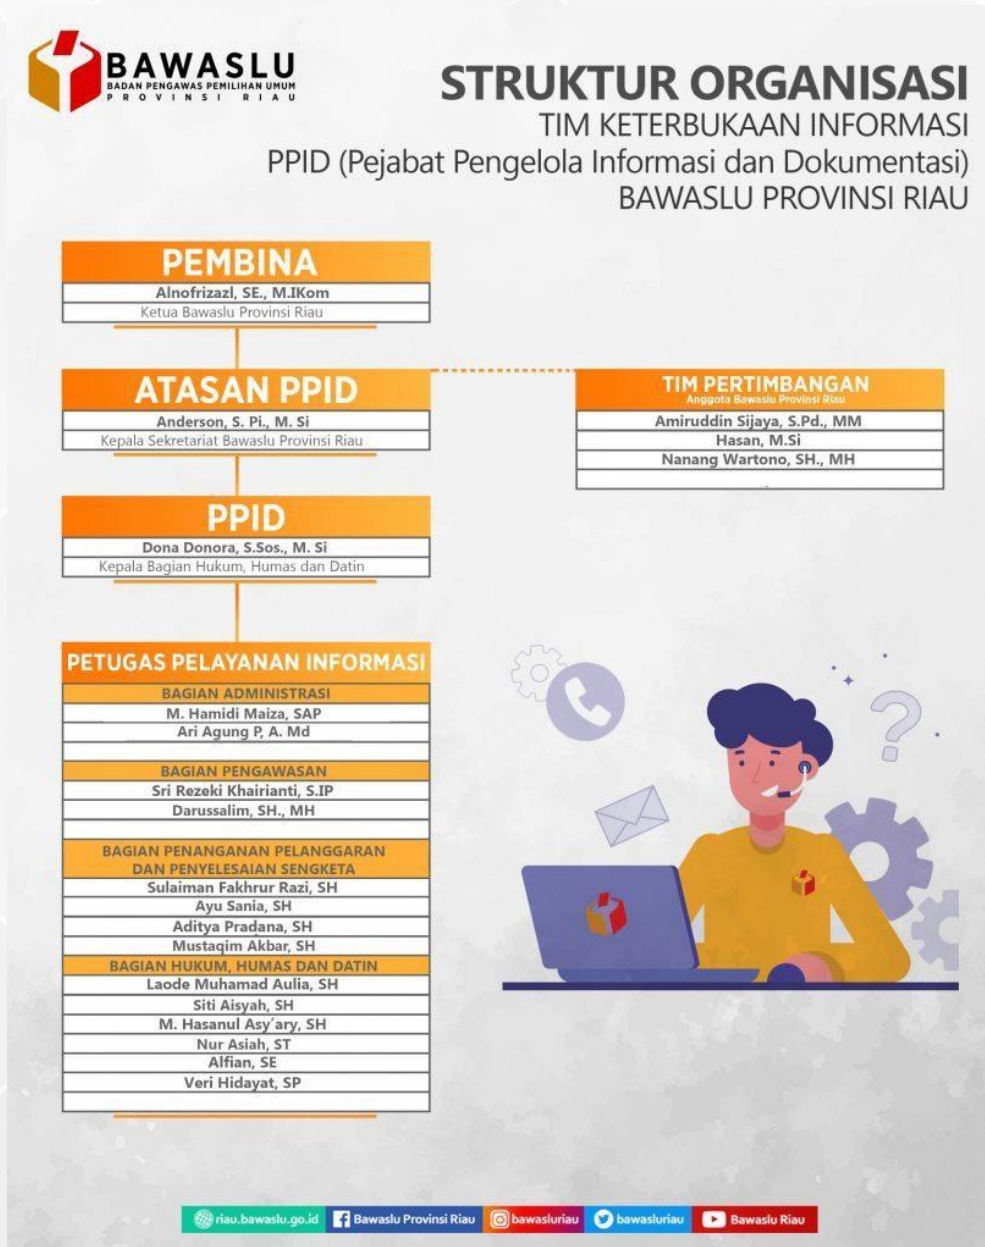 BAWASLU
BADAN PENGAWAS PEMILIHAN UMUM
PROVINSI RIAU
STRUKTUR ORGANISASI
TIM KETERBUKAAN INFORMASI
PPID (Pejabat Pengelola Informasi dan Dokumentasi)
BAWASLU PROVINSI RIAU
PEMBINA
Alnofrizazl, SE., M.IKom
Ketua Bawaslu Provinsi Riau
ATASAN PPID
Anderson, S. Pi., M. Si
Kepala Sekretariat Bawaslu Provinsi Riau
TIM PERTIMBANGAN
Anggota Bawaslu Provinsi Riau
Amiruddin Sijaya, S.Pd., MM
Hasan, M.Si
Nanang Wartono, SH., MH
PPID
Dona Donora, S.Sos., M. Si
Kepala Bagian Hukum, Humas dan Datin
PETUGAS PELAYANAN INFORMASI
BAGIAN ADMINISTRASI
M. Hamidi Maiza, SAP
Ari Agung P, A. Md
BAGIAN PENGAWASAN
Sri Rezeki Khairianti, S.IP
Darussalim, SH., MH
BAGIAN PENANGANAN PELANGGARAN
DAN PENYELESAIAN SENGKETA
Sulaiman Fakhrur Razi, SH
Ayu Sania, SH
Aditya Pradana, SH
Mustaqim Akbar, SH
BAGIAN HUKUM, HUMAS DAN DATIN
Laode Muhamad Aulia, SH
Siti Aisyah, SH
M. Hasanul Asy´ary, SH
Nur Asiah, ST
Alfian, SE
Veri Hidayat, SP
riau.bawaslu.go.id
Bawaslu Provinsi Riau
bawasluriau
bawasluriau
Bawaslu Riau